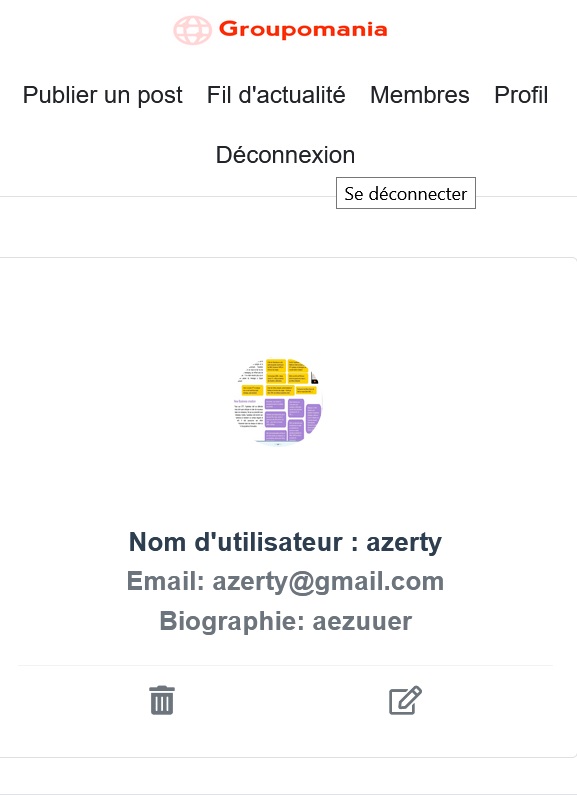 Groupomania
Publier un post Fil d'actualité Membres Profil
Déconnexion
Se déconnecter
Nom d'utilisateur : azerty
Email: azerty@gmail.com
Biographie: aezuuer